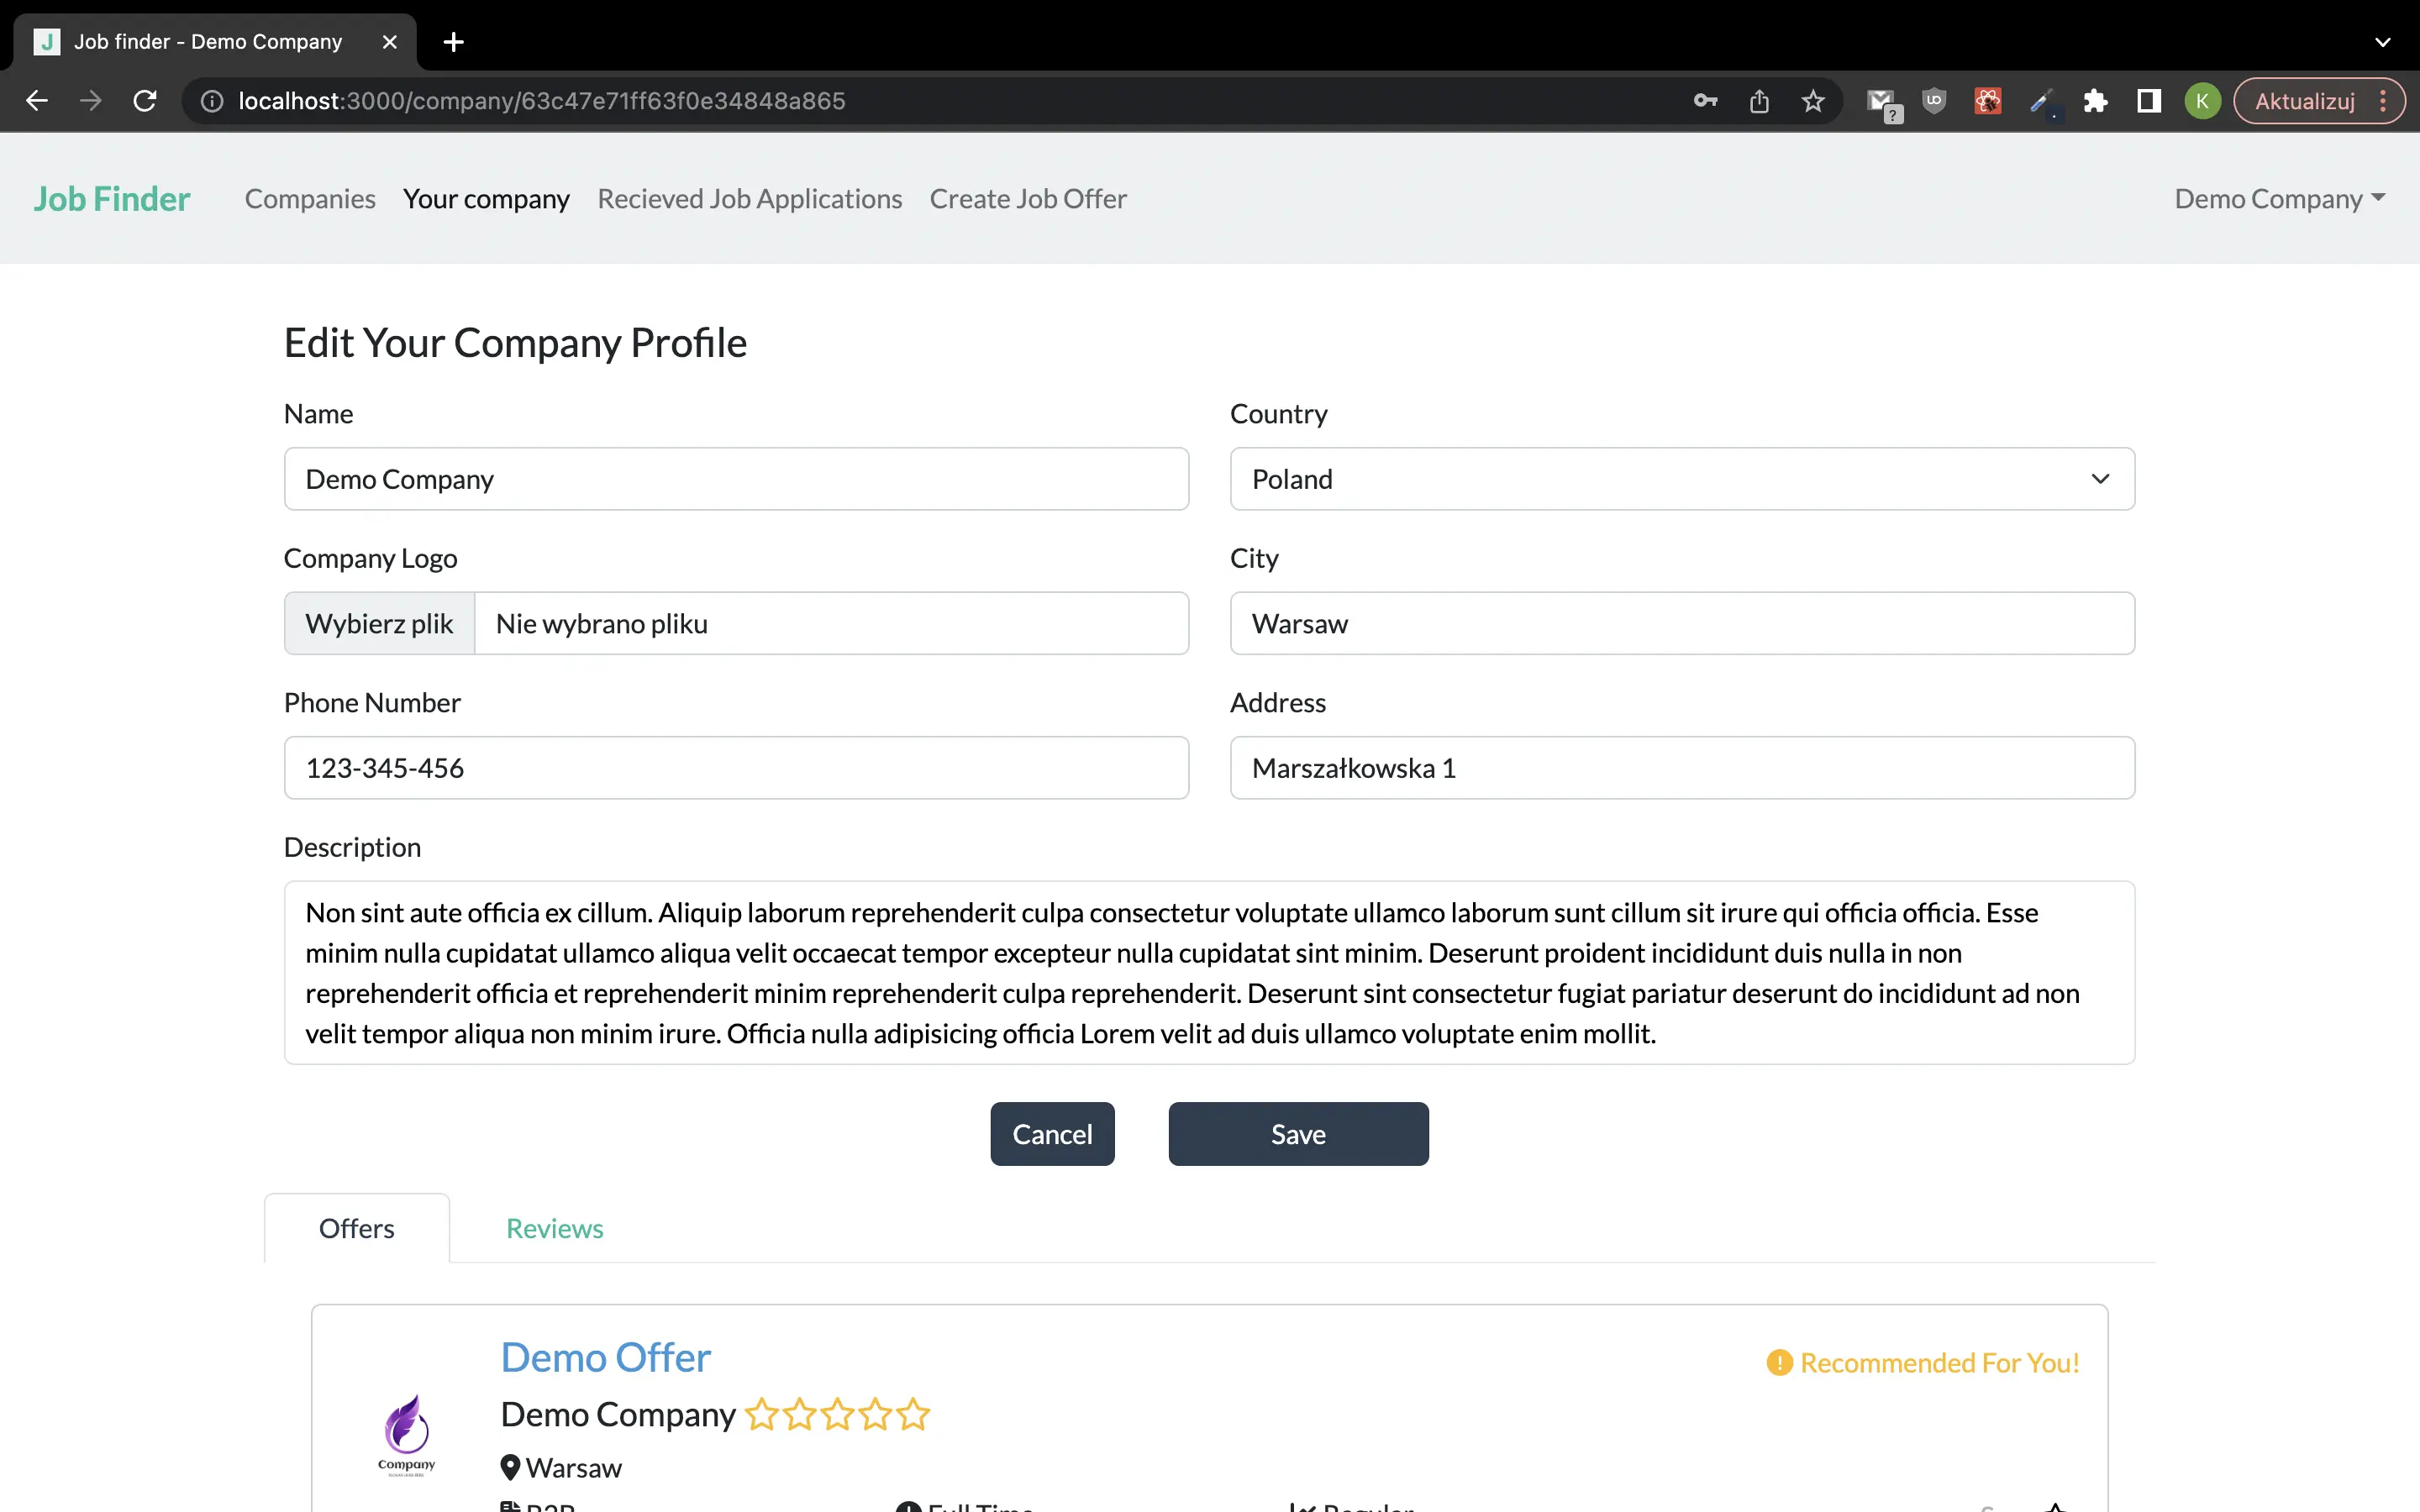 Job finder - Demo Company
localhost:3000/company/63c47e71ff63f0e34848a865
Aktualizuj
K
Job Finder
Companies
Your company
Recieved Job Applications
Create Job Offer
Demo Company
Edit Your Company Profile
Name
Country
Demo Company
Poland
Company Logo
City
Wybierz plik
Nie wybrano pliku
Warsaw
Phone Number
Address
123-345-456
Marszałkowska 1
Description
Non sint aute officia ex cillum. Aliquip laborum reprehenderit culpa consectetur voluptate ullamco laborum sunt cillum sit irure qui officia officia. Esse
minim nulla cupidatat ullamco aliqua velit occaecat tempor excepteur nulla cupidatat sint minim. Deserunt proident incididunt duis nulla in non
reprehenderit officia et reprehenderit minim reprehenderit culpa reprehenderit. Deserunt sint consectetur fugiat pariatur deserunt do incididunt ad non
velit tempor aliqua non minim irure. Officia nulla adipisicing officia Lorem velit ad duis ullamco voluptate enim mollit.
Cancel
Save
Offers
Reviews
Demo Offer
Recommended For You!
Demo Company
Company
Warsaw
B2B
Full Time
Regular